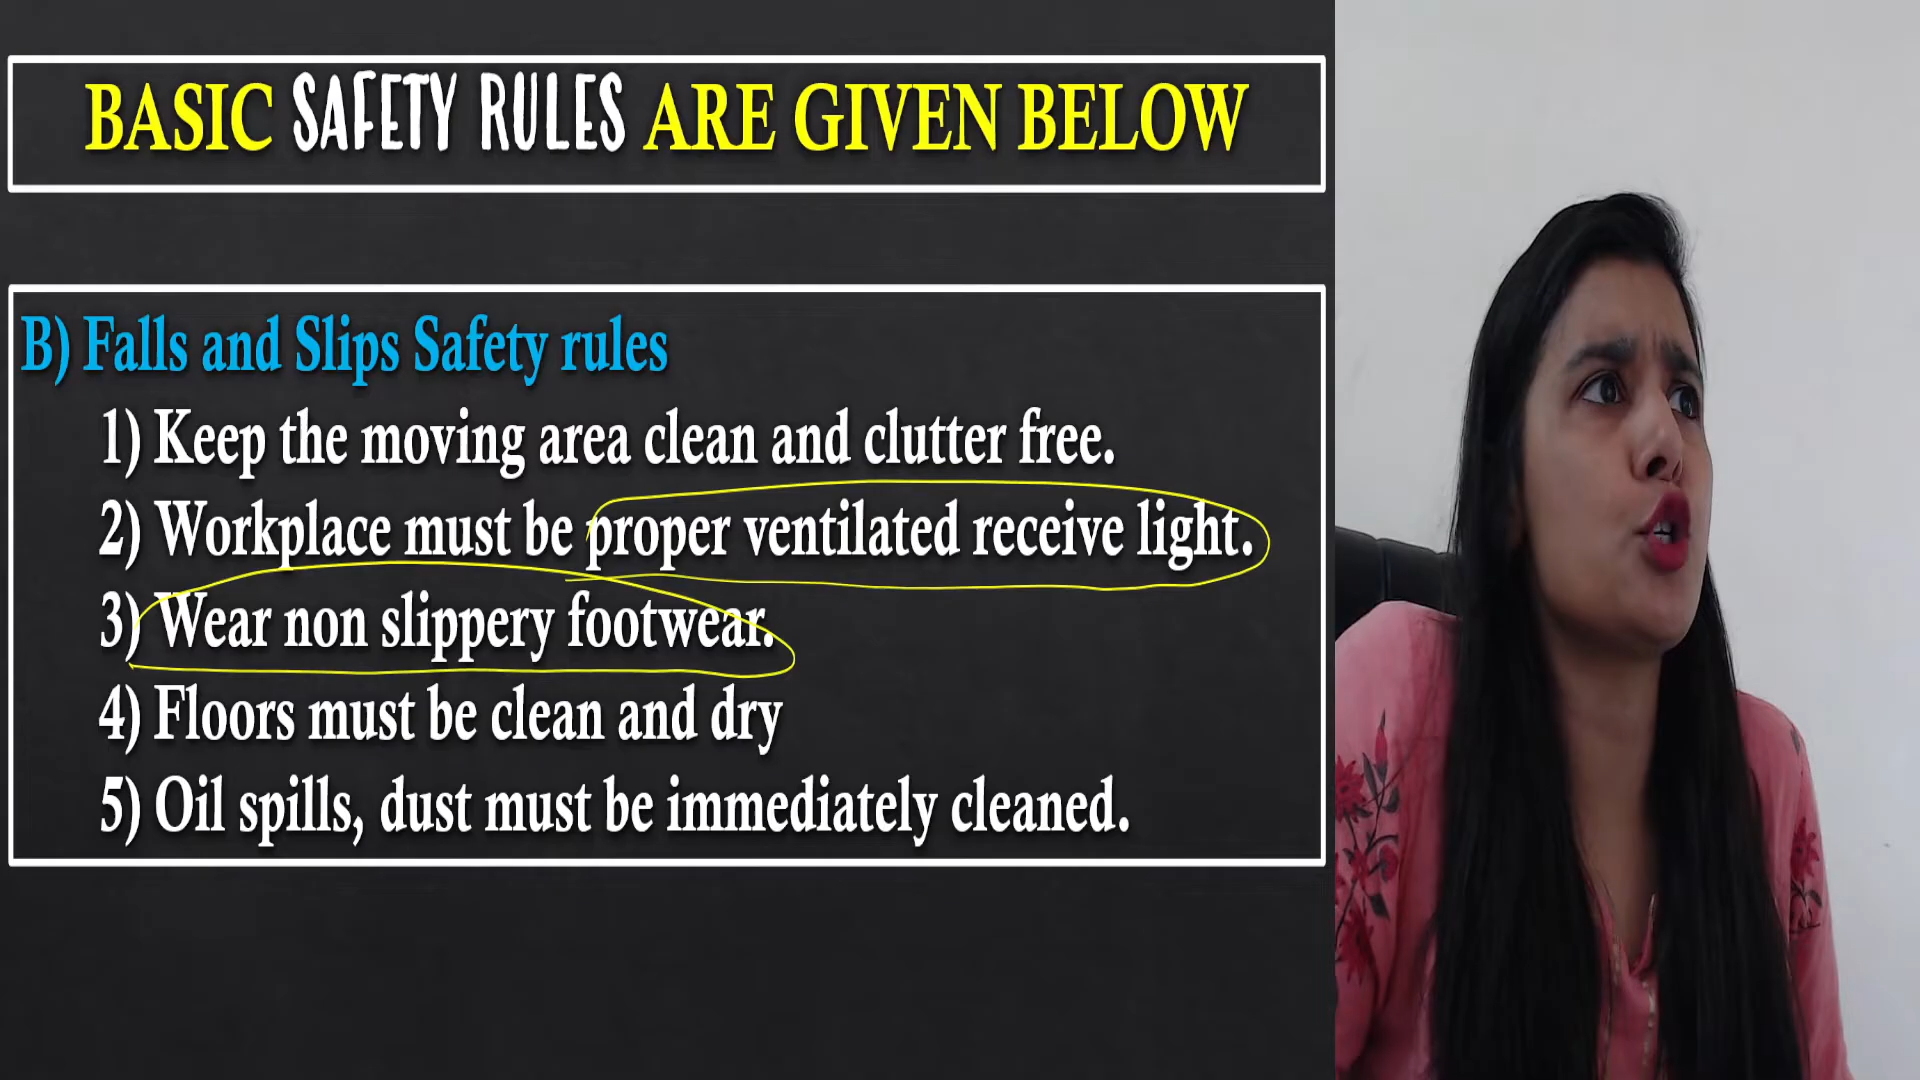 BASIC SAFETY RULES ARE GIVEN BELOW
B) Falls and Slips Safety rules
1) Keep the moving area clean and clutter free.
2) Workplace must be proper ventilated receive light.
3) Wear non slippery footwear.
4) Floors must be clean and dry
5) Oil spills, dust must be immediately cleaned.